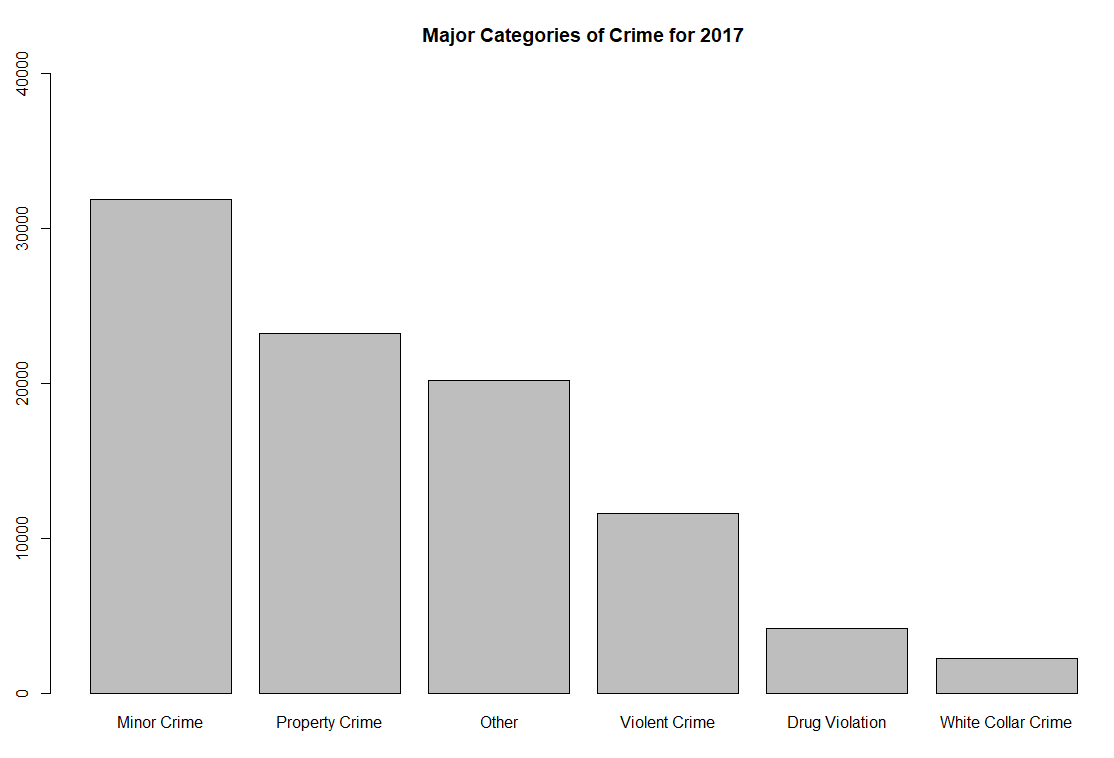 Major Categories of Crime for 2017
40000
30000
20000
10000
0
Minor Crime
Property Crime
Other
Violent Crime
Drug Violation
White Collar Crime